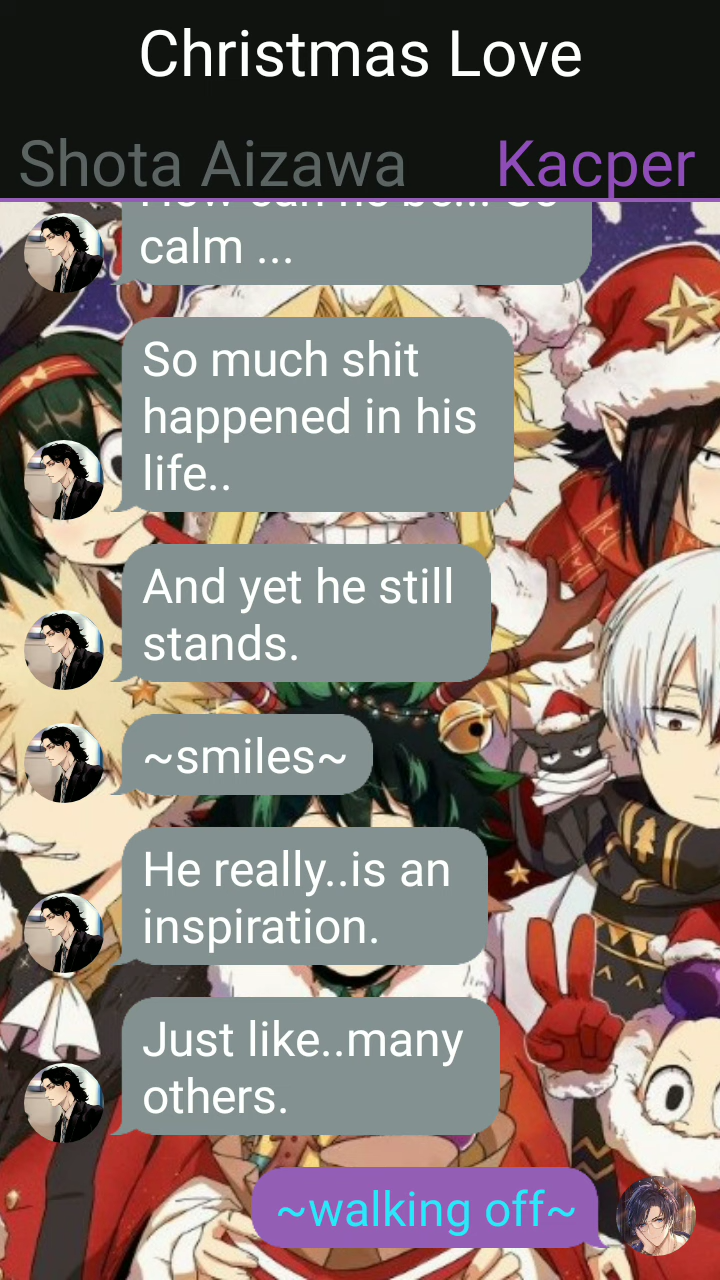 Christmas Love
Shota Aizawa Kacper
calm ...
So much shit
happened in his
life..
And yet he still
stands.
~smiles~
He really..is an
inspiration.
Just like..many
others.
~walking off~